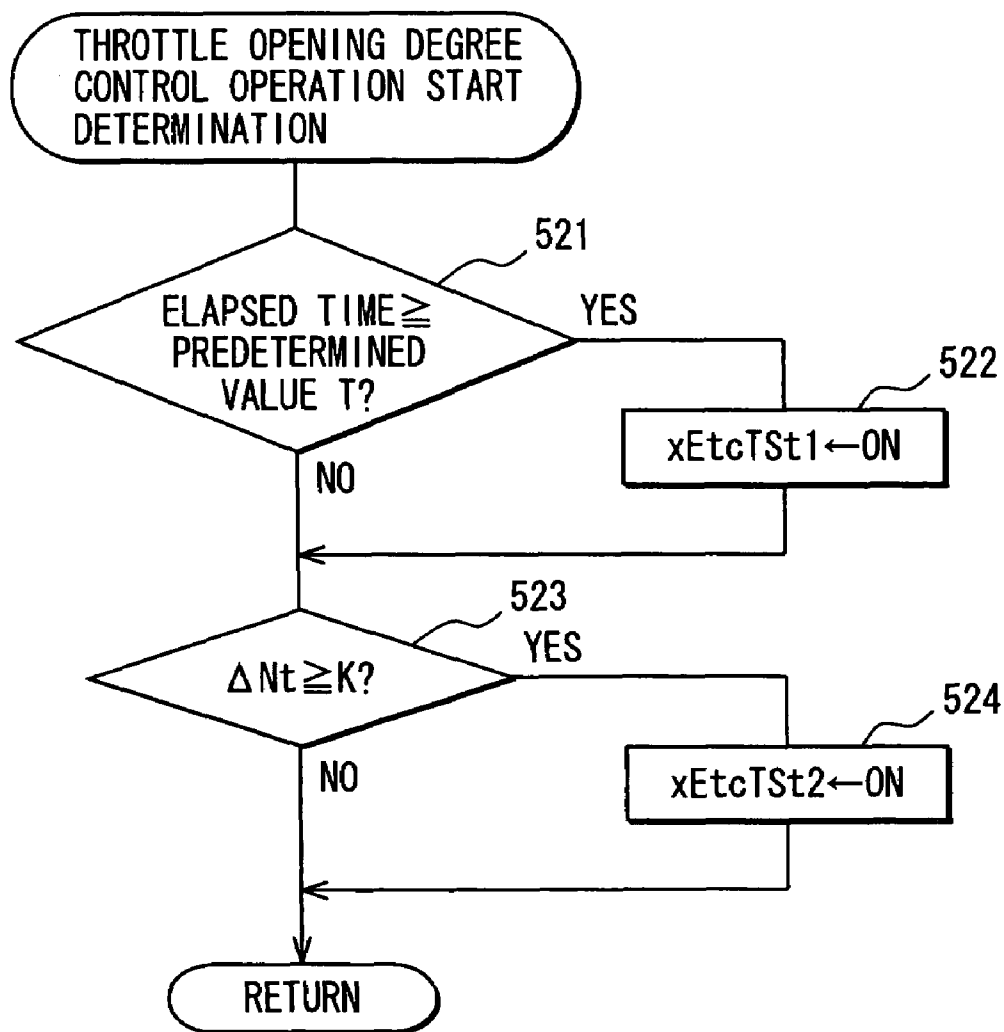 THROTTLE OPENING DEGREE
CONTROL OPERATION START
DETERMINATION
521
ELAPSED TIME≧
PREDETERMINED
VALUE T?
YES
522
xEtcTSt1←ON
NO
523
ΔNt≧K?
YES
524
xEtcTSt2←ON
NO
RETURN